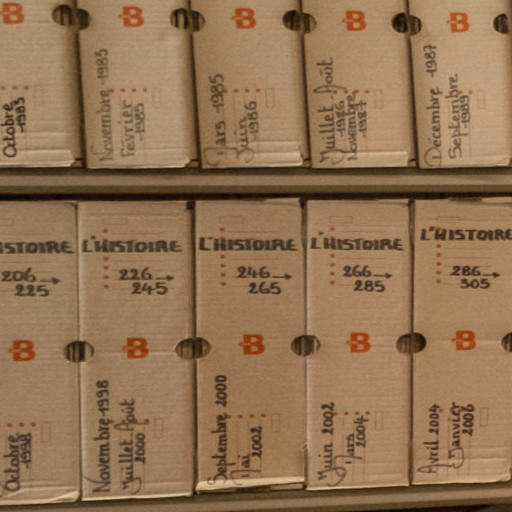 B
Octobre
-1983
B
Novembre-1983
Février
-1985
B
Mars-1985
Juin
-1986
B
Juillet.Août
-1986
Novembre
-1987
B
Décembre -1987
Septembre
-1989
ISTOIRE
206→
225
B
Octobre
-1998
L'HISTOIRE
226→
245
B
Novembre-1998
Juillet.Août
2000
L'HISTOIRE
246→
265
B
Septembre 2000
Mai
2002
L'HISTOIRE
266→
285
B
Juin 2002
Mars
2004
L'HISTOIRE
286→
305
B
Avril 2004
Janvier
2006